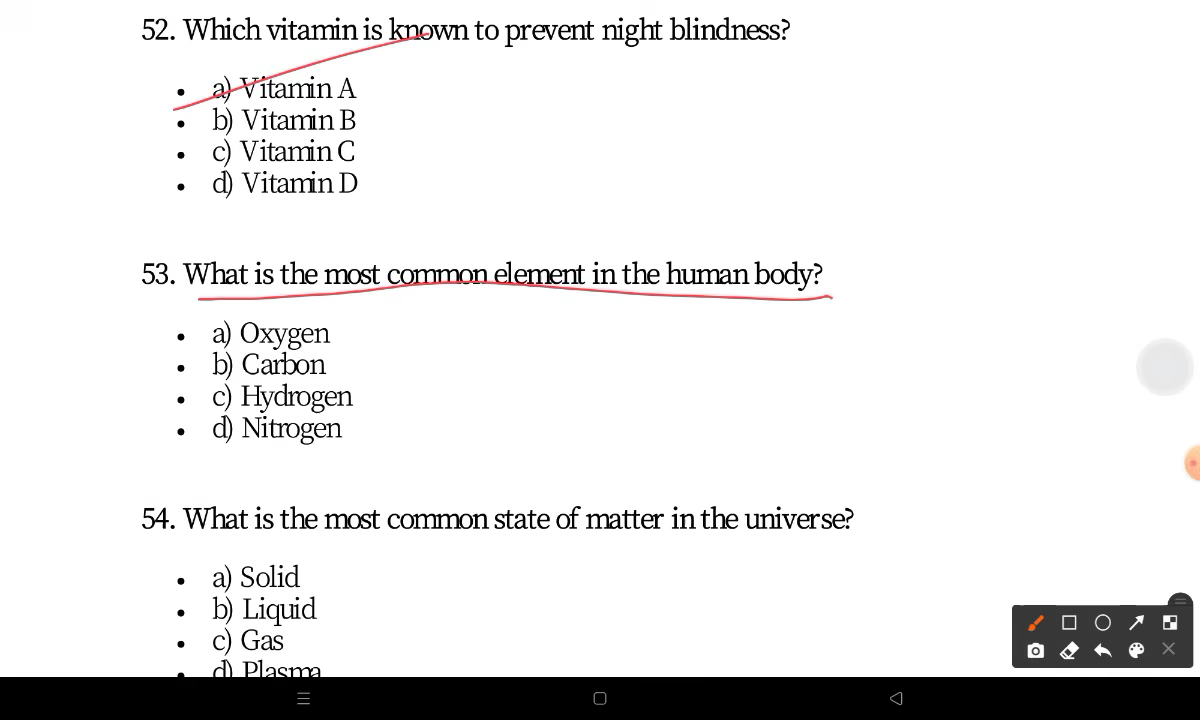 52. Which vitamin is known to prevent night blindness?
• a) Vitamin A
• b) Vitamin B
• c) Vitamin C
• d) Vitamin D
53. What is the most common element in the human body?
• a) Oxygen
• b) Carbon
• c) Hydrogen
• d) Nitrogen
54. What is the most common state of matter in the universe?
• a) Solid
• b) Liquid
• c) Gas
• d) Plasma